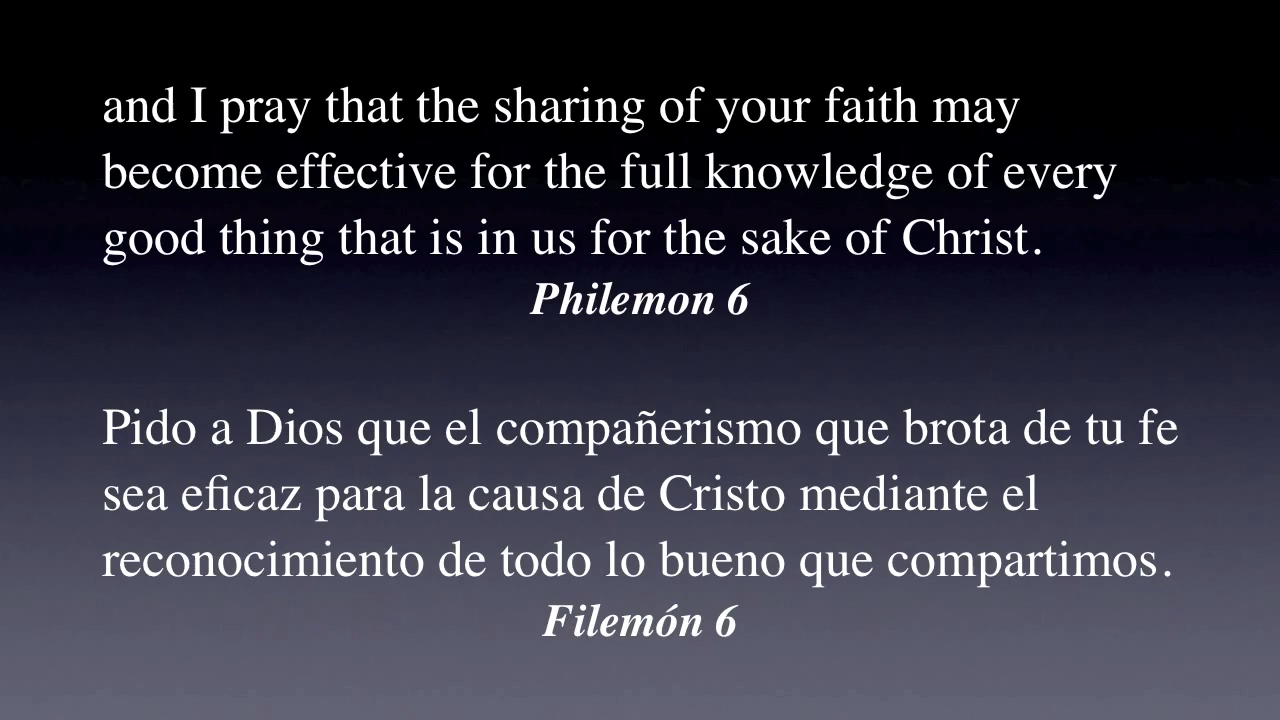 and I pray that the sharing of your faith may
become effective for the full knowledge of every
good thing that is in us for the sake of Christ.
Philemon 6
Pido a Dios que el compañerismo que brota de tu fe
sea eficaz para la causa de Cristo mediante el
reconocimiento de todo lo bueno que compartimos.
Filemón 6